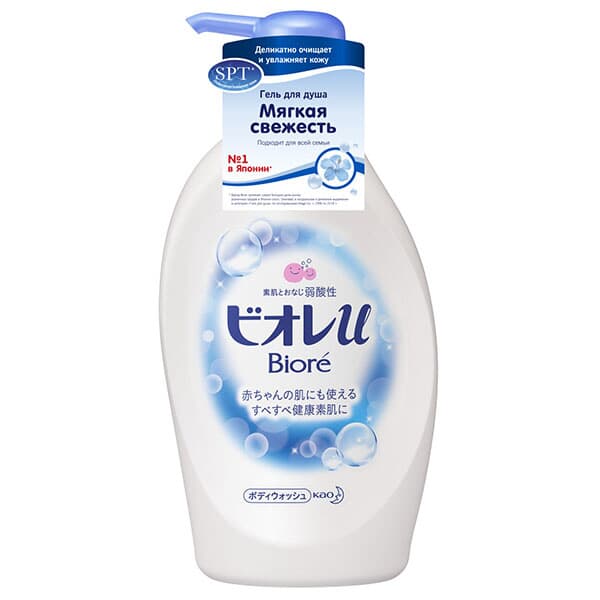 Деликатно очищает
и увлажняет кожу
SPT*
Гель для душа
Мягкая
свежесть
Подходит для всей семьи
№1
в Японии*
素肌とおなじ弱酸性
ビオレu
Bioré
赤ちゃんの肌にも使える
すべすべ健康素肌に
ボディウォッシュ Kao